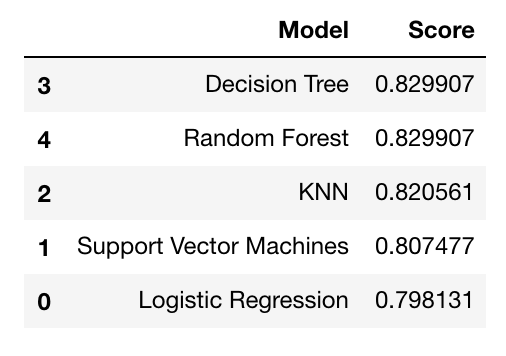 Model Score
3 Decision Tree 0.829907
4 Random Forest 0.829907
2 KNN 0.820561
1 Support Vector Machines 0.807477
0 Logistic Regression 0.798131